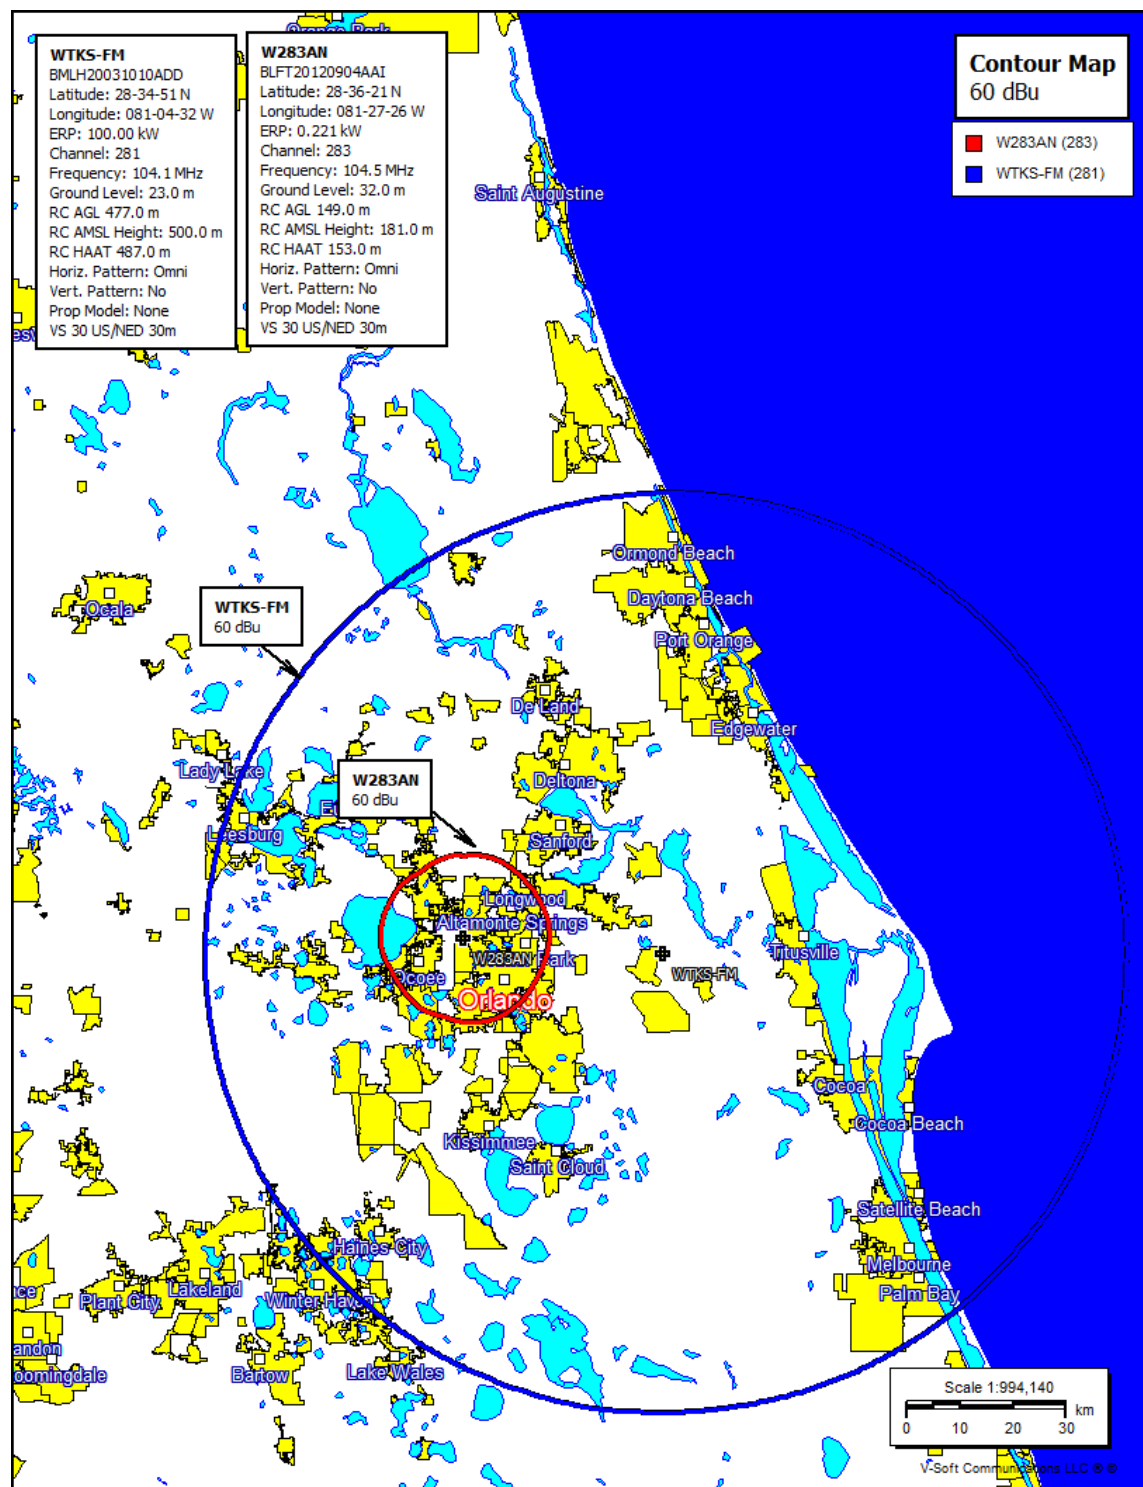 Orange Park
WTKS-FM
BMLH20031010ADD
Latitude: 28-34-51 N
Longitude: 081-04-32 W
ERP: 100.00 kW
Channel: 281
Frequency: 104.1 MHz
Ground Level: 23.0 m
RC AGL 477.0 m
RC AMSL Height: 500.0 m
RC HAAT 487.0 m
Horiz. Pattern: Omni
Vert. Pattern: No
Prop Model: None
VS 30 US/NED 30m
W283AN
BLFT20120904AAI
Latitude: 28-36-21 N
Longitude: 081-27-26 W
ERP: 0.221 kW
Channel: 283
Frequency: 104.5 MHz
Ground Level: 32.0 m
RC AGL 149.0 m
RC AMSL Height: 181.0 m
RC HAAT 153.0 m
Horiz. Pattern: Omni
Vert. Pattern: No
Prop Model: None
VS 30 US/NED 30m
Contour Map
60 dBu
W283AN (283)
WTKS-FM (281)
Saint Augustine
Ormond Beach
Daytona Beach
Ocala
WTKS-FM
60 dBu
Port Orange
De Land
Edgewater
Lady Lake
Deltona
W283AN
60 dBu
Leesburg
Sanford
Longwood
Altamonte Springs
Titusville
W283AN
Park
Ocoee
WTKS-FM
Orlando
Cocoa
Cocoa Beach
Kissimmee
Saint Cloud
Satellite Beach
Haines City
Melbourne
Lakeland
Plant City
Winter Haven
Palm Bay
andon
oomingdale
Bartow
Lake Wales
Scale 1:994,140
km
0 10 20 30
V-Soft Communications LLC ® ®